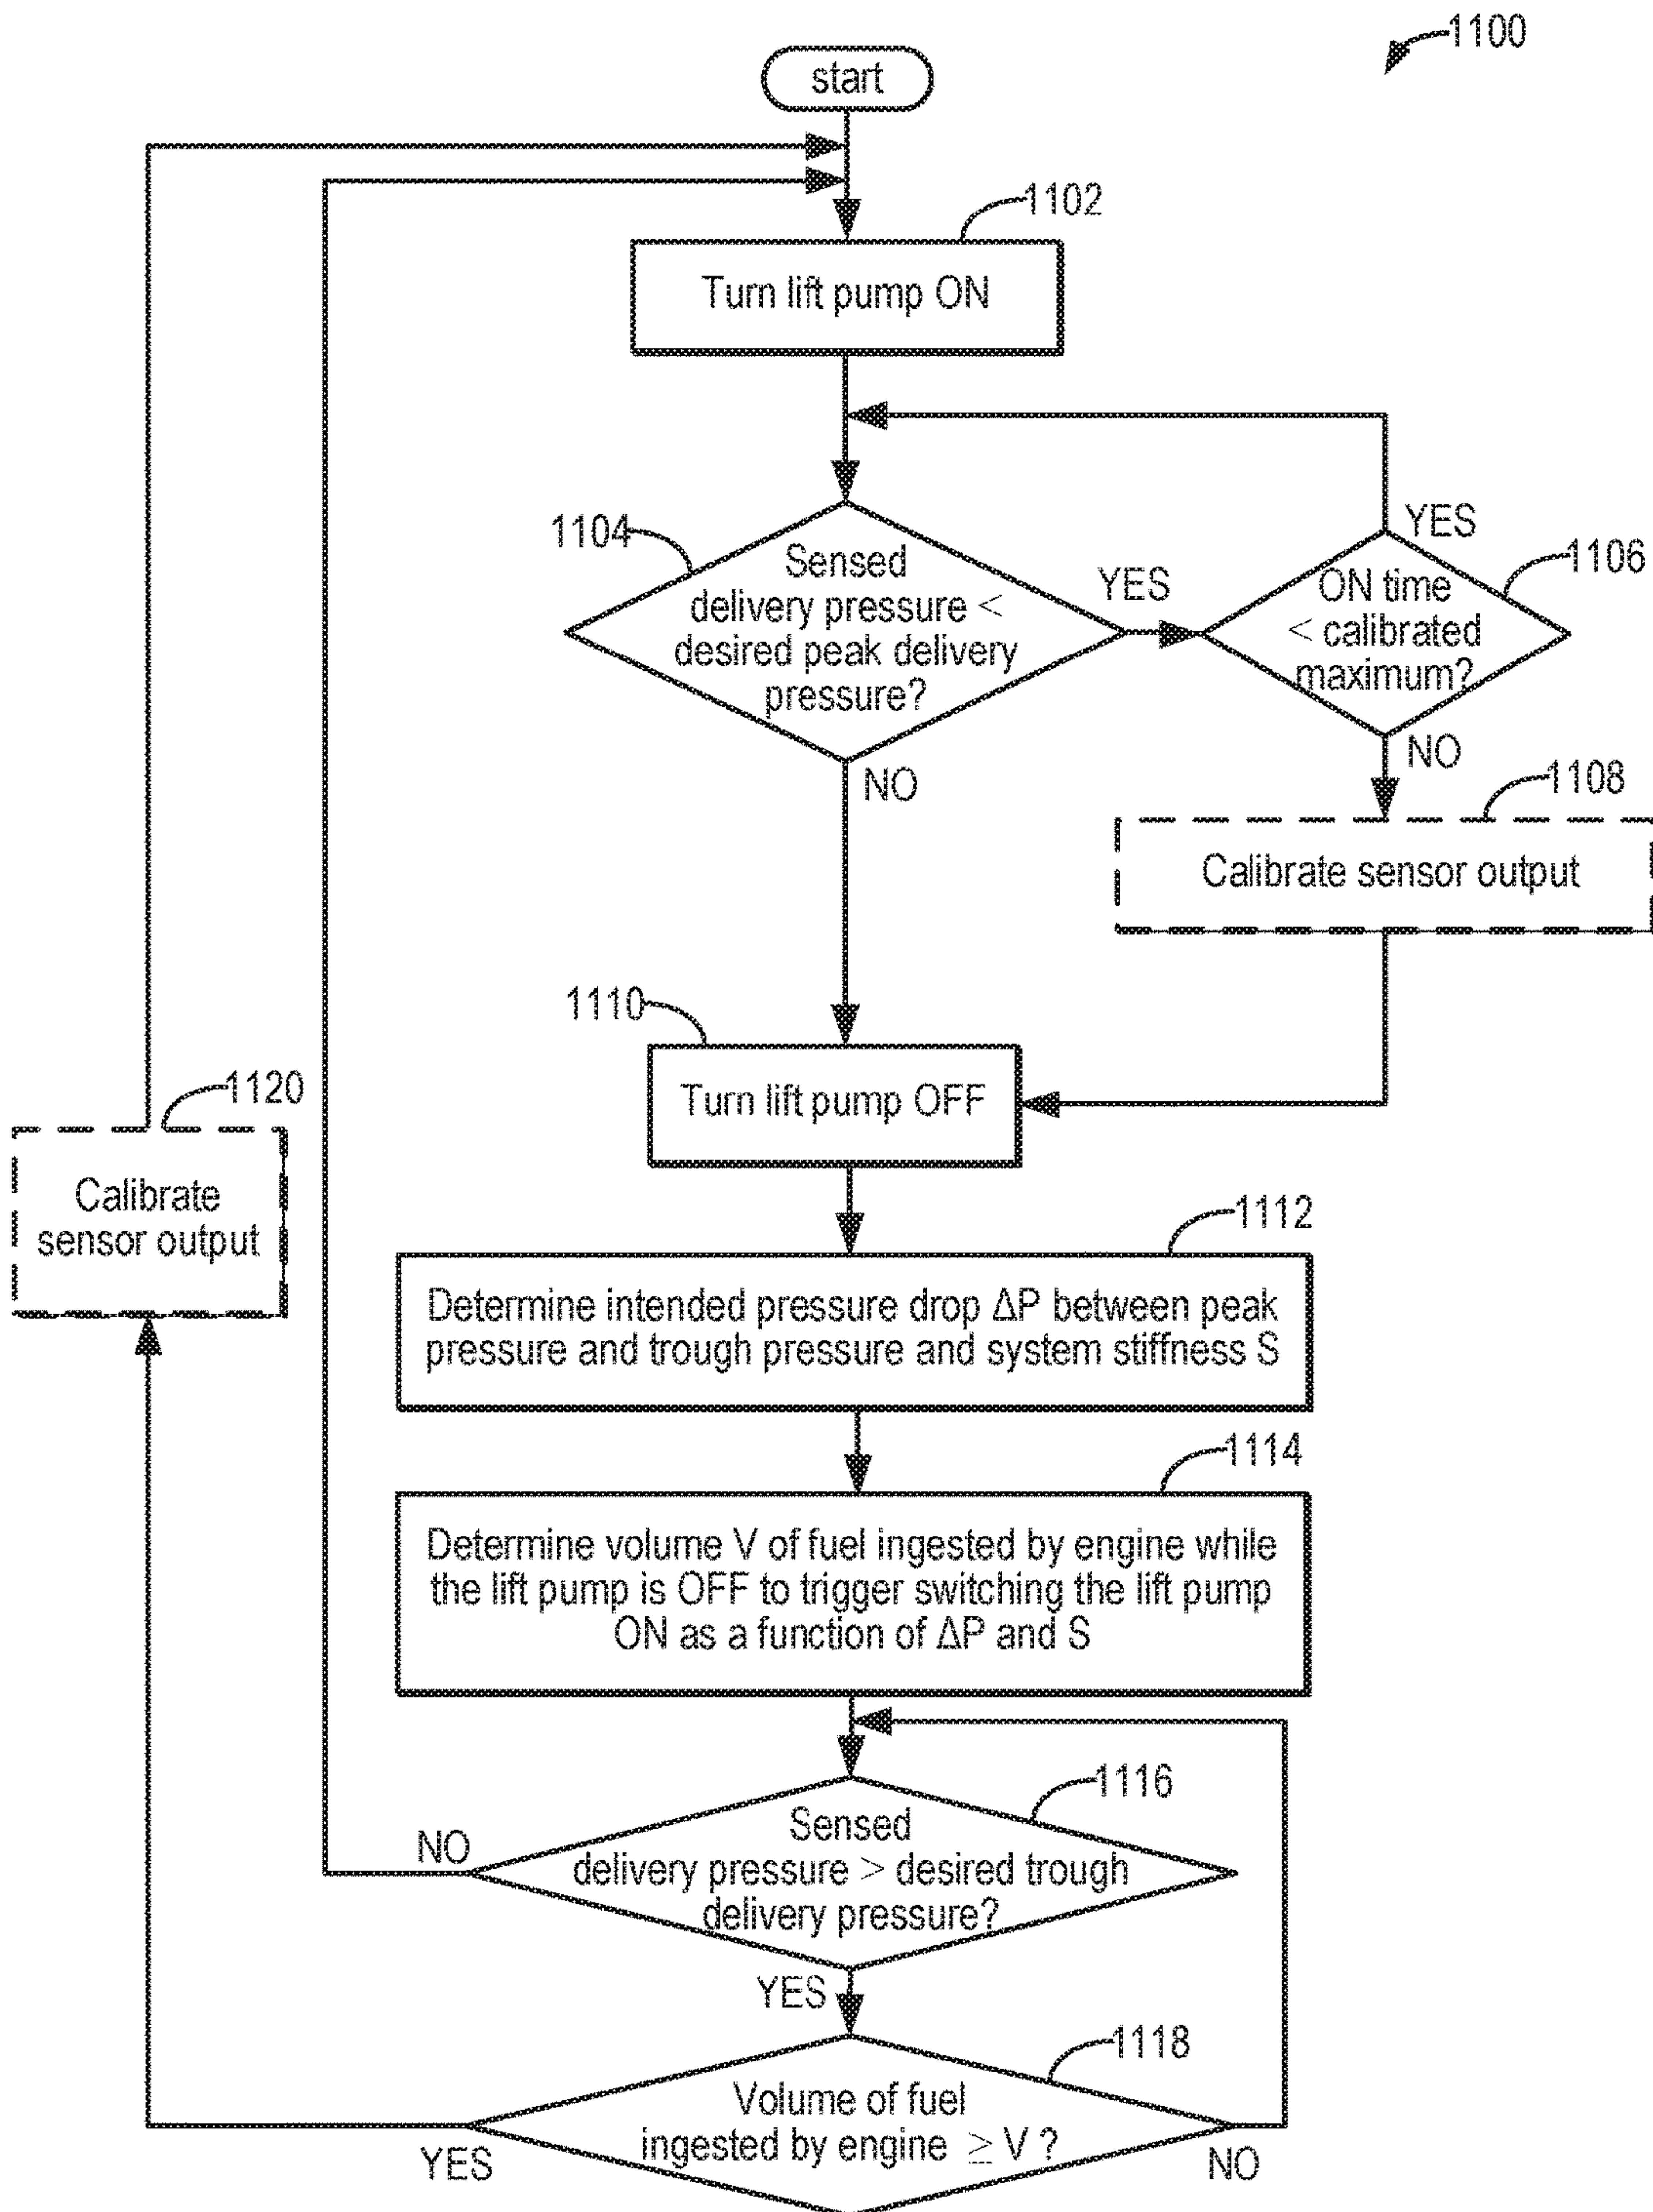 1100
start
1102
Turn lift pump ON
1104
Sensed
delivery pressure <
desired peak delivery
pressure?
YES
YES
1106
ON time
< calibrated
maximum?
NO
NO
1108
Calibrate sensor output
1110
Turn lift pump OFF
1120
Calibrate
sensor output
1112
Determine intended pressure drop ΔP between peak
pressure and trough pressure and system stiffness S
1114
Determine volume V of fuel ingested by engine while
the lift pump is OFF to trigger switching the lift pump
ON as a function of ΔP and S
1116
Sensed
delivery pressure > desired trough
delivery pressure?
NO
YES
1118
Volume of fuel
ingested by engine ≥ V ?
YES
NO